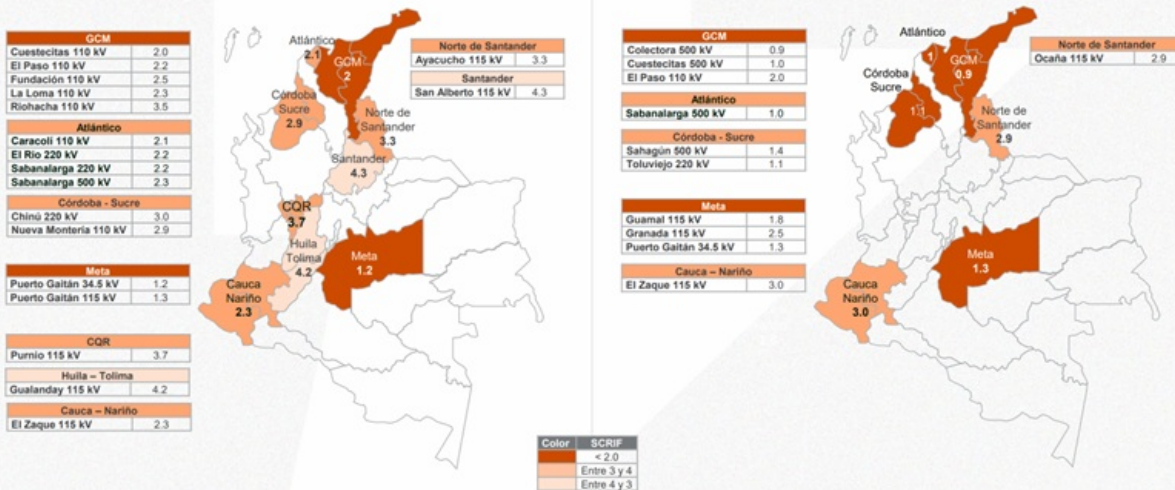 GCM
Cuestecitas 110 kV 2.0
El Paso 110 kV 2.2
Fundación 110 kV 2.5
La Loma 110 kV 2.3
Riohacha 110 kV 3.5
Atlántico
Caracolí 110 kV 2.1
El Río 220 kV 2.2
Sabanalarga 220 kV 2.2
Sabanalarga 500 kV 2.3
Córdoba - Sucre
Chinú 220 kV 3.0
Nueva Montería 110 kV 2.9
Meta
Puerto Gaitán 34.5 kV 1.2
Puerto Gaitán 115 kV 1.3
CQR
Purnio 115 kV 3.7
Huila – Tolima
Gualanday 115 kV 4.2
Cauca – Nariño
El Zaque 115 kV 2.3
Atlántico
2.1
GCM
2
Córdoba
Sucre
2.9
Norte de
Santander
3.3
Santander
4.3
CQR
3.7
Huila
Tolima
4.2
Meta
1.2
Cauca
Nariño
2.3
Norte de Santander
Ayacucho 115 kV 3.3
Santander
San Alberto 115 kV 4.3
GCM
Colectora 500 kV 0.9
Cuestecitas 500 kV 1.0
El Paso 110 kV 2.0
Atlántico
Sabanalarga 500 kV 1.0
Córdoba - Sucre
Sahagún 500 kV 1.4
Toluviejo 220 kV 1.1
Meta
Guamal 115 kV 1.8
Granada 115 kV 2.5
Puerto Gaitán 34.5 kV 1.3
Cauca – Nariño
El Zaque 115 kV 3.0
Atlántico
1
GCM
0.9
Córdoba
Sucre
1.1
Norte de
Santander
2.9
Meta
1.3
Cauca
Nariño
3.0
Norte de Santander
Ocaña 115 kV 2.9
Color SCRIF
< 2.0
Entre 3 y 4
Entre 4 y 3